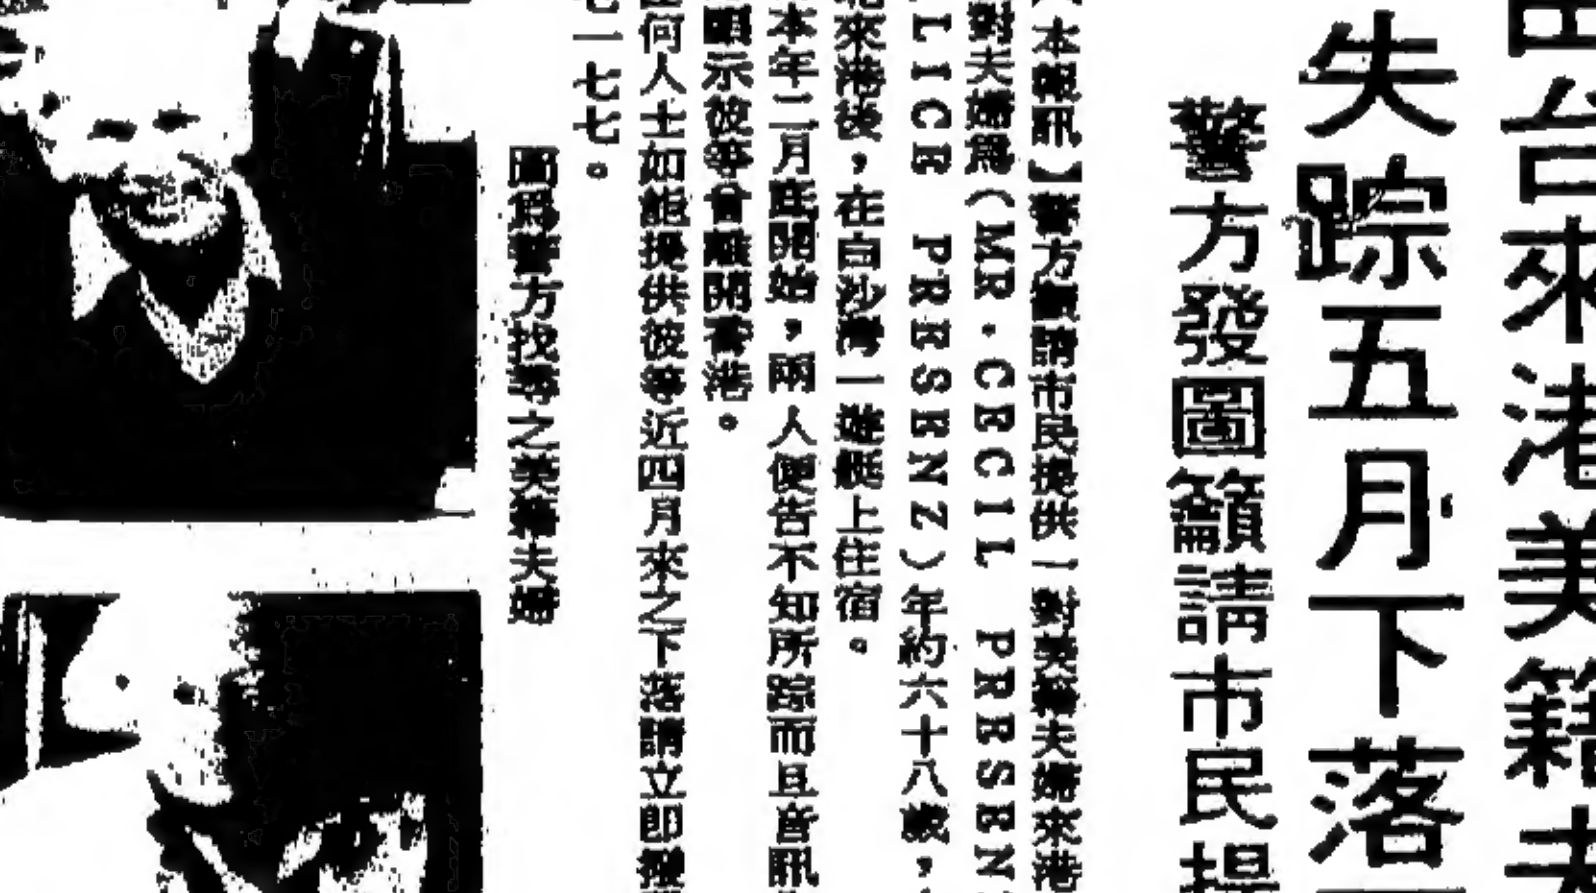 台來港美籍夫
失踪五月下落
警方發圖籲請市民提
本報訊】警方籲請市民提供一對美籍夫婦來港
對夫婦爲(MR·CECIL PRESEN
LICE PRESENZ)年約六十八歲,
來港後,在白沙灣一遊艇上住宿。
本年二月底開始,兩人便告不知所踪而且音訊
顯示彼等曾離開香港。
何人士如能提供彼等近四月來之下落請立即撥
一七七。
圖爲警方找尋之美籍夫婦